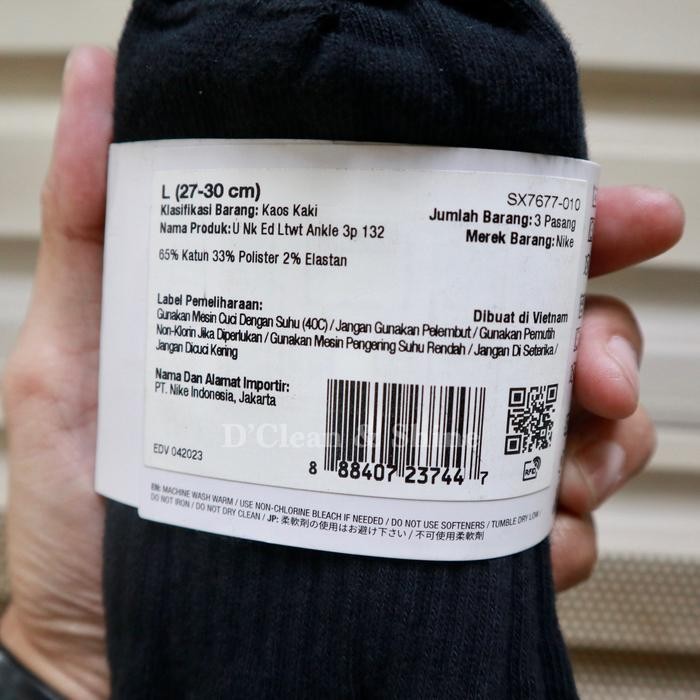 L (27-30 cm)
SX7677-010
Klasifikasi Barang: Kaos Kaki
Jumlah Barang: 3 Pasang
Nama Produk: U Nk Ed Ltwt Ankle 3p 132
Merek Barang: Nike
65% Katun 33% Polister 2% Elastan
Label Pemeliharaan:
Dibuat di Vietnam
Gunakan Mesin Cuci Dengan Suhu (40C) / Jangan Gunakan Pelembut / Gunakan Pemutih
Non-Klorin Jika Diperlukan / Gunakan Mesin Pengering Suhu Rendah / Jangan Di Seterika /
Jangan Dicuci Kering
Nama Dan Alamat Importir:
PT. Nike Indonesia, Jakarta
D'Clean & Shine
EDV 042023
8 88407 23744 7
RFID
EN: MACHINE WASH WARM / USE NON-CHLORINE BLEACH IF NEEDED / DO NOT USE SOFTENERS / TUMBLE DRY LOW /
DO NOT IRON / DO NOT DRY CLEAN / JP: 柔軟剤の使用はお避け下さい / 不可使用柔軟劑